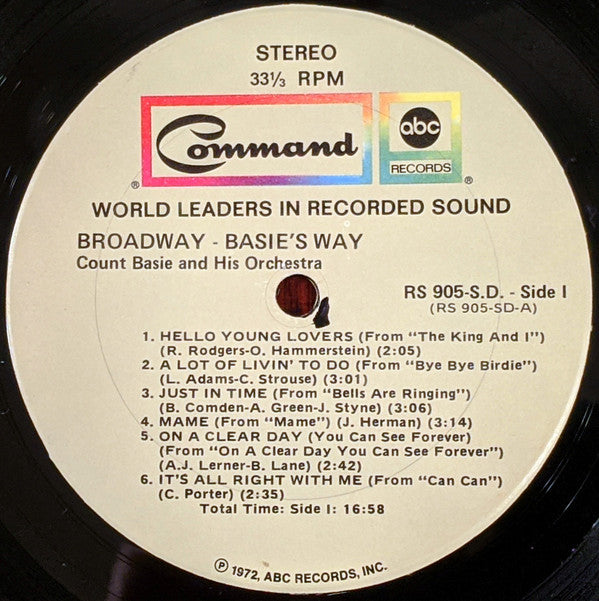 STEREO
33⅓ RPM
Command
abc
RECORDS
® ®
WORLD LEADERS IN RECORDED SOUND
BROADWAY - BASIE'S WAY
Count Basie and His Orchestra
RS 905-S.D. - Side I
(RS 905-SD-A)
1. HELLO YOUNG LOVERS (From "The King And I")
(R. Rodgers-O. Hammerstein) (2:05)
2. A LOT OF LIVIN' TO DO (From "Bye Bye Birdie")
(L. Adams-C. Strouse) (3:01)
3. JUST IN TIME (From "Bells Are Ringing")
(B. Comden-A. Green-J. Styne) (3:06)
4. MAME (From "Mame") (J. Herman) (3:14)
5. ON A CLEAR DAY (You Can See Forever)
(From "On a Clear Day You Can See Forever")
(A.J. Lerner-B. Lane) (2:42)
6. IT'S ALL RIGHT WITH ME (From "Can Can")
(C. Porter) (2:35)
Total Time: Side I: 16:58
℗ 1972, ABC RECORDS, INC.